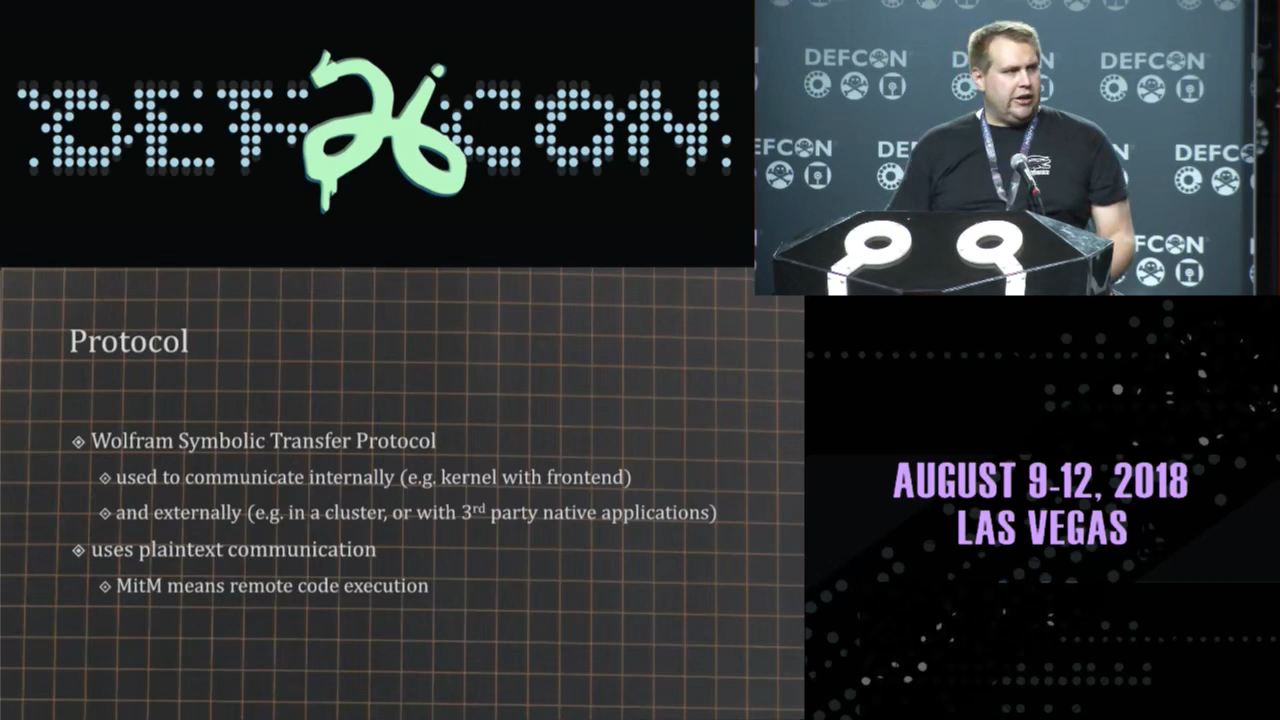 DEF CON 26
DEFCON DEFCON DEFCON
DEFCON
DEFCON
Protocol
Wolfram Symbolic Transfer Protocol
used to communicate internally (e.g. kernel with frontend)
and externally (e.g. in a cluster, or with 3rd party native applications)
uses plaintext communication
MitM means remote code execution
AUGUST 9-12, 2018
LAS VEGAS